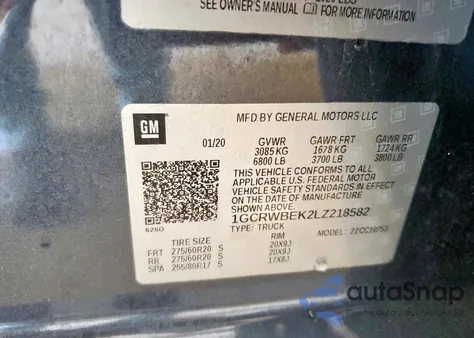 SEE OWNER'S MANUAL FOR MORE INFORMATION
MFD BY GENERAL MOTORS LLC
GM
01/20 GVWR GAWR FRT GAWR RR
3085 KG 1678 KG 1724 KG
6800 LB 3700 LB 3800 LB
THIS VEHICLE CONFORMS TO ALL APPLICABLE
U.S. FEDERAL MOTOR
VEHICLE SAFETY STANDARDS IN EFFECT ON THE
DATE OF MANUFACTURE SHOWN ABOVE.
1GCRWBEK2LZ218582
TYPE: TRUCK MODEL:
TIRE SIZE RIM
FRT 275/60R20 S 20X9J
RR 275/60R20 S 20X9J
SPA 17X8J
autoSnap